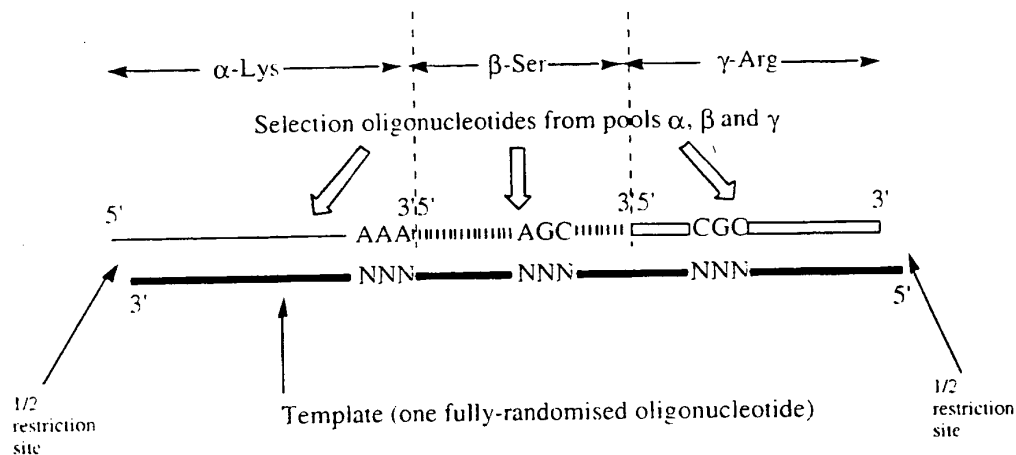 α-Lys β-Ser γ-Arg
Selection oligonucleotides from pools α, β and γ
5' 3' 5' 3' 5' 3'
AAA AGC CGC
NNN NNN NNN
3' 5'
1/2
restriction
site
Template (one fully-randomised oligonucleotide)
1/2
restriction
site